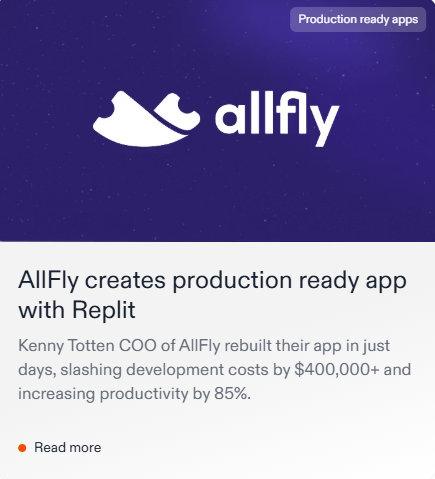 Production ready apps
allfly
AllFly creates production ready app
with Replit
Kenny Totten COO of AllFly rebuilt their app in just
days, slashing development costs by $400,000+ and
increasing productivity by 85%.
Read more